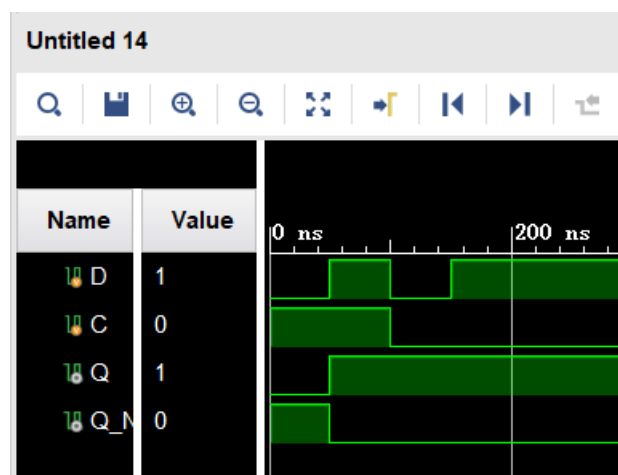 Untitled 14
Name Value
0 ns 200 ns
D 1
C 0
Q 1
Q_N 0